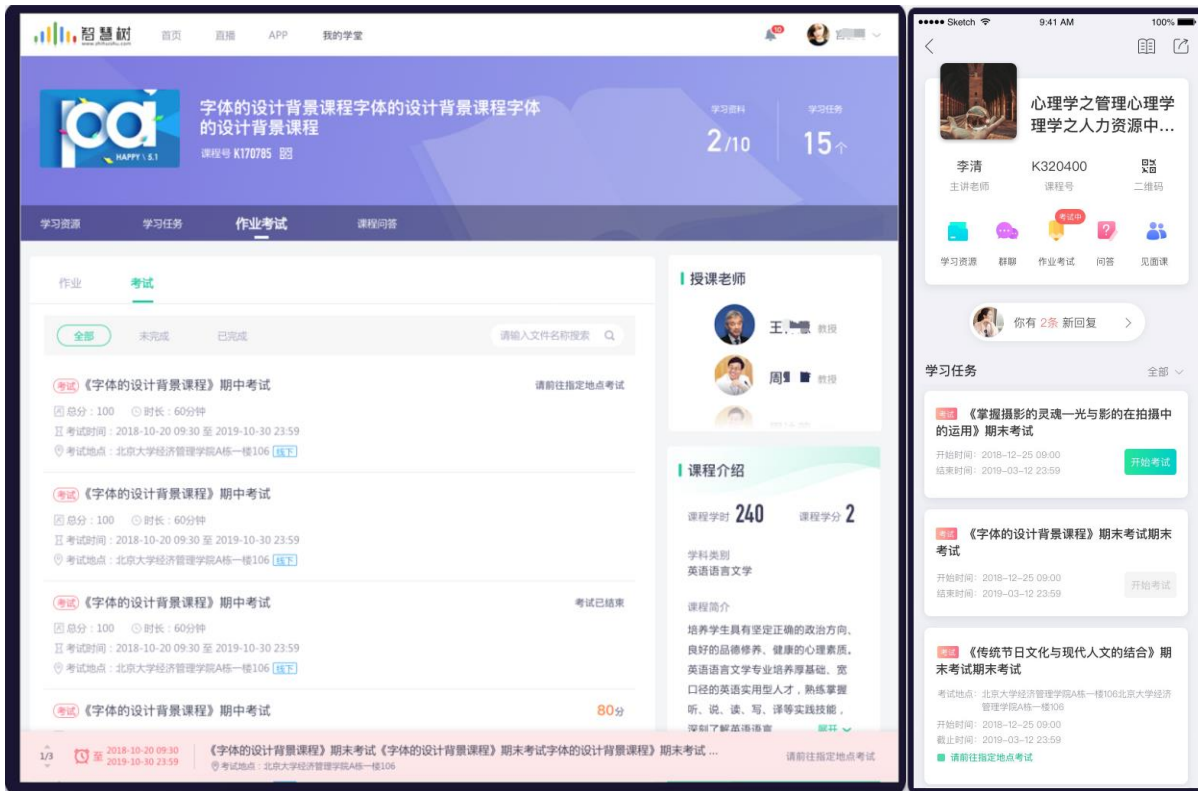 智慧树
www.zhihuishu.com
首页 直播 APP 我的学堂
10
字体的设计背景课程字体的设计背景课程字体
的设计背景课程
课程号 K170785
HAPPY \ 5.1
学习资料
2/10
学习任务
15个
学习资源 学习任务 作业考试 课程问答
作业 考试
全部 未完成 已完成 请输入文件名称搜索
考试 《字体的设计背景课程》期中考试 请前往指定地点考试
总分：100 时长：60分钟
考试时间：2018-10-20 09:30 至 2019-10-30 23:59
考试地点：北京大学经济管理学院A栋一楼106 线下
考试 《字体的设计背景课程》期中考试
总分：100 时长：60分钟
考试时间：2018-10-20 09:30 至 2019-10-30 23:59
考试地点：北京大学经济管理学院A栋一楼106 线下
考试 《字体的设计背景课程》期中考试 考试已结束
总分：100 时长：60分钟
考试时间：2018-10-20 09:30 至 2019-10-30 23:59
考试地点：北京大学经济管理学院A栋一楼106 线下
考试 《字体的设计背景课程》期中考试 80分
授课老师
王 教授
周 教授
课程介绍
课程学时 240 课程学分 2
学科类别
英语语言文学
课程简介
培养学生具有坚定正确的政治方向、
良好的品德修养、健康的心理素质。
英语语言文学专业培养厚基础、宽
口径的英语实用型人才，熟练掌握
听、说、读、写、译等实践技能，
深刻了解英语语言 展开
1/3 至 2018-10-20 09:30
2019-10-30 23:59
《字体的设计背景课程》期末考试《字体的设计背景课程》期末考试字体的设计背景课程》期末考试 ...
考试地点：北京大学经济管理学院A栋一楼106
请前往指定地点考试
Sketch 9:41 AM 100%
心理学之管理心理学
理学之人力资源中...
李清 K320400
主讲老师 课程号 二维码
考试中
学习资源 群聊 作业考试 问答 见面课
你有 2条 新回复
学习任务 全部
考试 《掌握摄影的灵魂—光与影的在拍摄中
的运用》期末考试
开始时间：2018-12-25 09:00
结束时间：2019-03-12 23:59
开始考试
考试 《字体的设计背景课程》期末考试期末
考试
开始时间：2018-12-25 09:00
结束时间：2019-03-12 23:59
开始考试
考试 《传统节日文化与现代人文的结合》期
末考试期末考试
考试地点：北京大学经济管理学院A栋一楼106北京大学经济
管理学院A栋一楼106
开始时间：2018-12-25 09:00
截止时间：2019-03-12 23:59
请前往指定地点考试